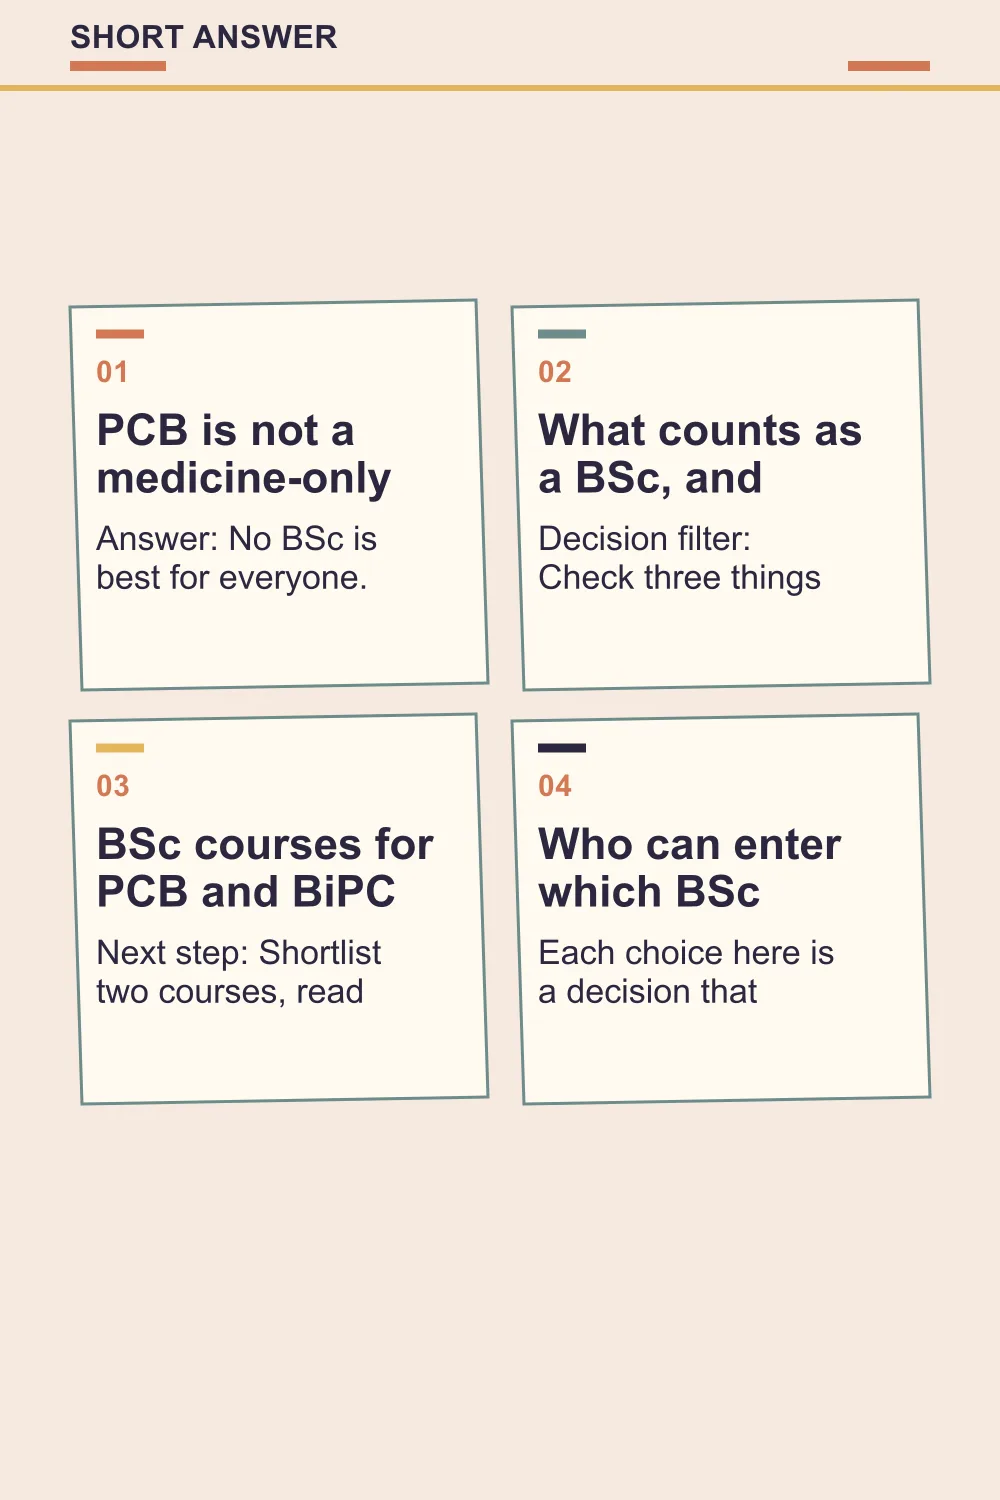 SHORT ANSWER
01
PCB is not a
medicine-only
Answer: No BSc is
best for everyone.
02
What counts as
a BSc, and
Decision filter:
Check three things
03
BSc courses for
PCB and BiPC
Next step: Shortlist
two courses, read
04
Who can enter
which BSc
Each choice here is
a decision that